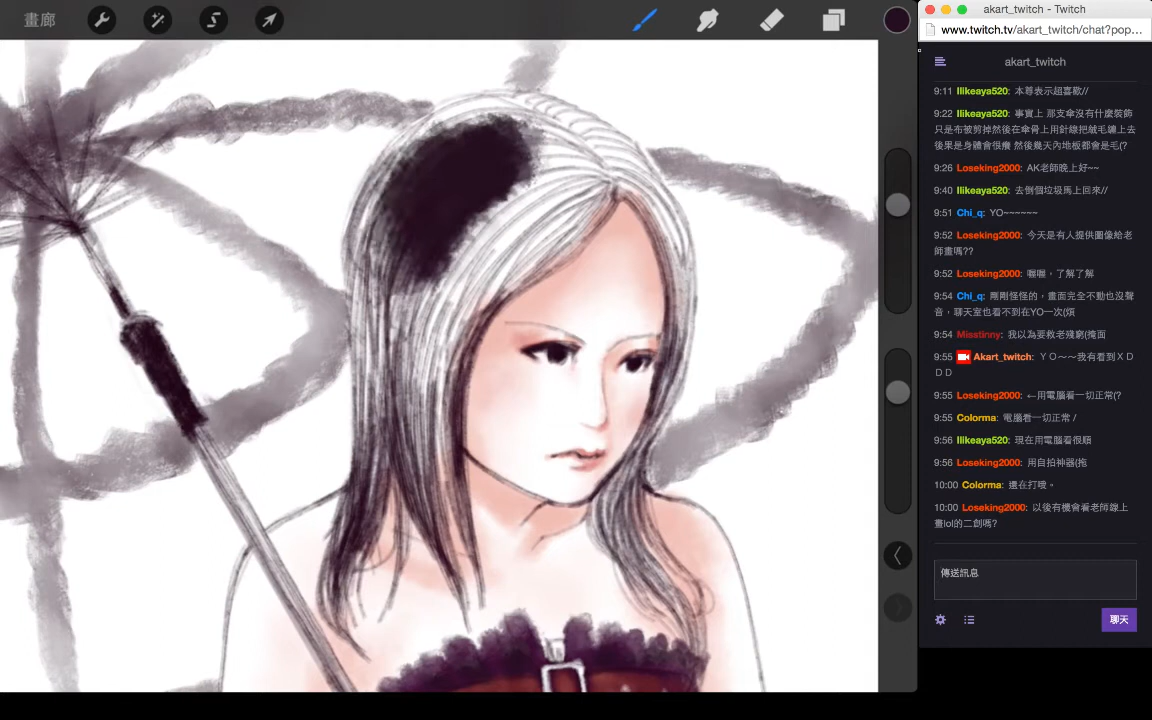 畫廊
akart_twitch - Twitch
www.twitch.tv/akart_twitch/chat?pop…
akart_twitch
9:11 Ilikeaya520: 本尊表示超喜歡//
9:22 Ilikeaya520: 事實上 那支傘沒有什麼裝飾
只是布被剪掉然後在傘骨上用針線把絨毛纏上去
後果是身體會很癢 然後幾天內地板都會是毛(?
9:26 Loseking2000: AK老師晚上好~~
9:40 Ilikeaya520: 去倒個垃圾馬上回來//
9:51 Chi_q: YO~~~~~~
9:52 Loseking2000: 今天是有人提供圖像給老
師畫嗎??
9:52 Loseking2000: 喔喔，了解了解
9:54 Chi_q: 剛剛怪怪的，畫面完全不動也沒聲
音，聊天室也看不到在YO一次(煩
9:54 Misstinny: 我以為要救老殘窮(掩面
9:55 Akart_twitch: ＹＯ～～我有看到ＸＤ
ＤＤ
9:55 Loseking2000: ←用電腦看一切正常(?
9:55 Colorma: 電腦看一切正常 /
9:56 Ilikeaya520: 現在用電腦看很順
9:56 Loseking2000: 用自拍神器(拖
10:00 Colorma: 還在打噴。
10:00 Loseking2000: 以後有機會看老師線上
畫lol的二創嗎?
傳送訊息
聊天